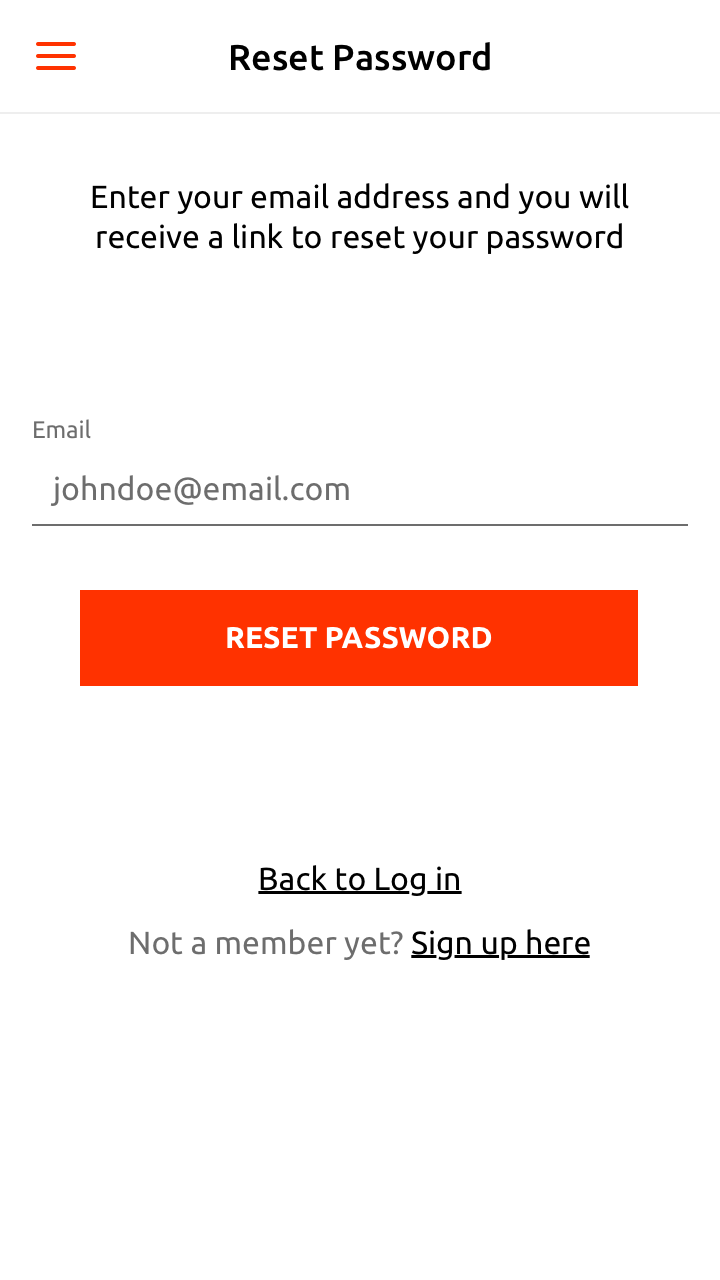 Reset Password
Enter your email address and you will
receive a link to reset your password
Email
johndoe@email.com
RESET PASSWORD
Back to Log in
Not a member yet? Sign up here